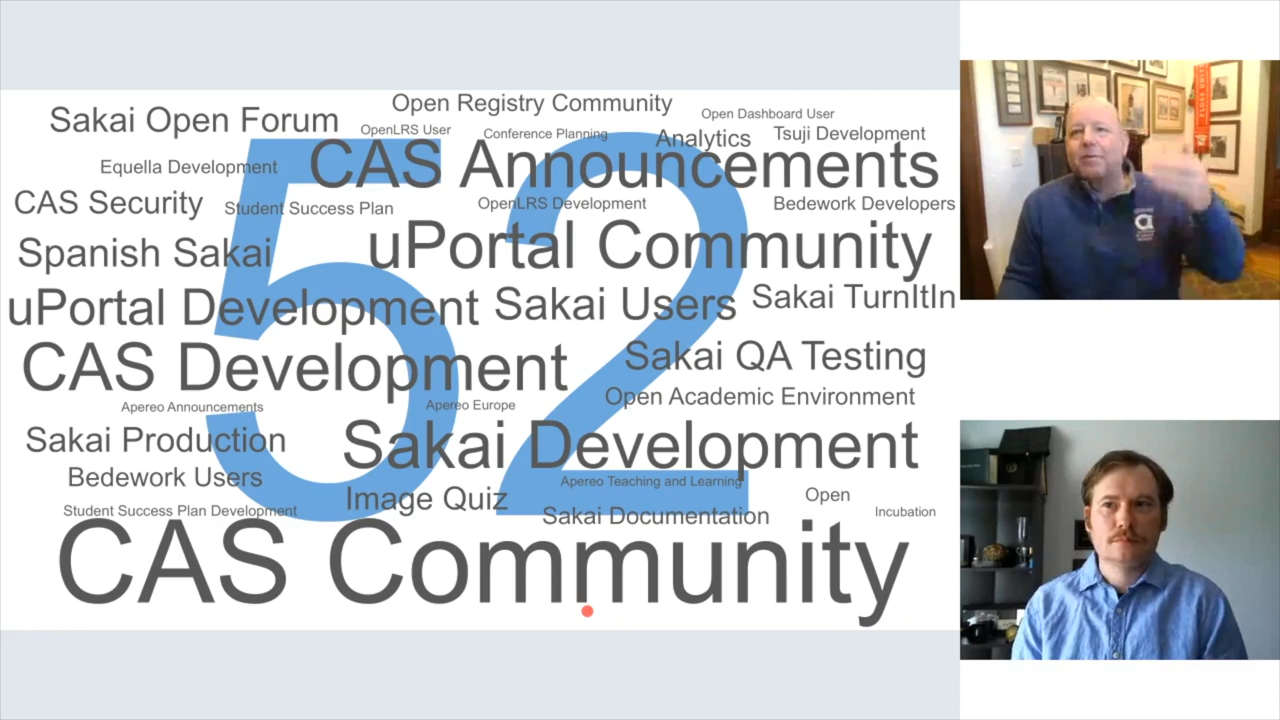 Open Registry Community
Sakai Open Forum
Open Dashboard User
OpenLRS User
Conference Planning
Analytics
Tsuji Development
Equella Development
CAS Announcements
CAS Security
Student Success Plan
OpenLRS Development
Bedework Developers
Spanish Sakai
uPortal Community
uPortal Development
Sakai Users
Sakai TurnItIn
CAS Development
Sakai QA Testing
Open Academic Environment
Apereo Announcements
Apereo Europe
Sakai Production
Sakai Development
Bedework Users
Apereo Teaching and Learning
Image Quiz
Open
Student Success Plan Development
Sakai Documentation
Incubation
CAS Community
52